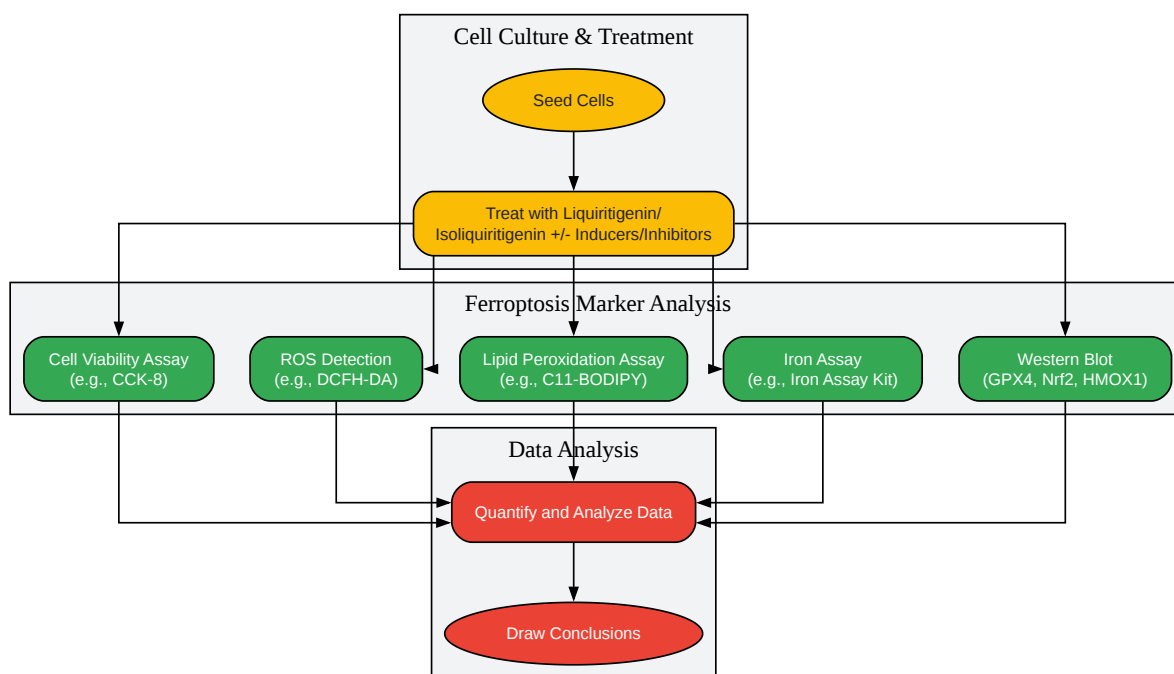 Cell Culture & Treatment
Seed Cells
Treat with Liquiritigenin/
Isoliquiritigenin +/- Inducers/Inhibitors
Ferroptosis Marker Analysis
Cell Viability Assay
(e.g., CCK-8)
ROS Detection
(e.g., DCFH-DA)
Lipid Peroxidation Assay
(e.g., C11-BODIPY)
Iron Assay
(e.g., Iron Assay Kit)
Western Blot
(GPX4, Nrf2, HMOX1)
Data Analysis
Quantify and Analyze Data
Draw Conclusions